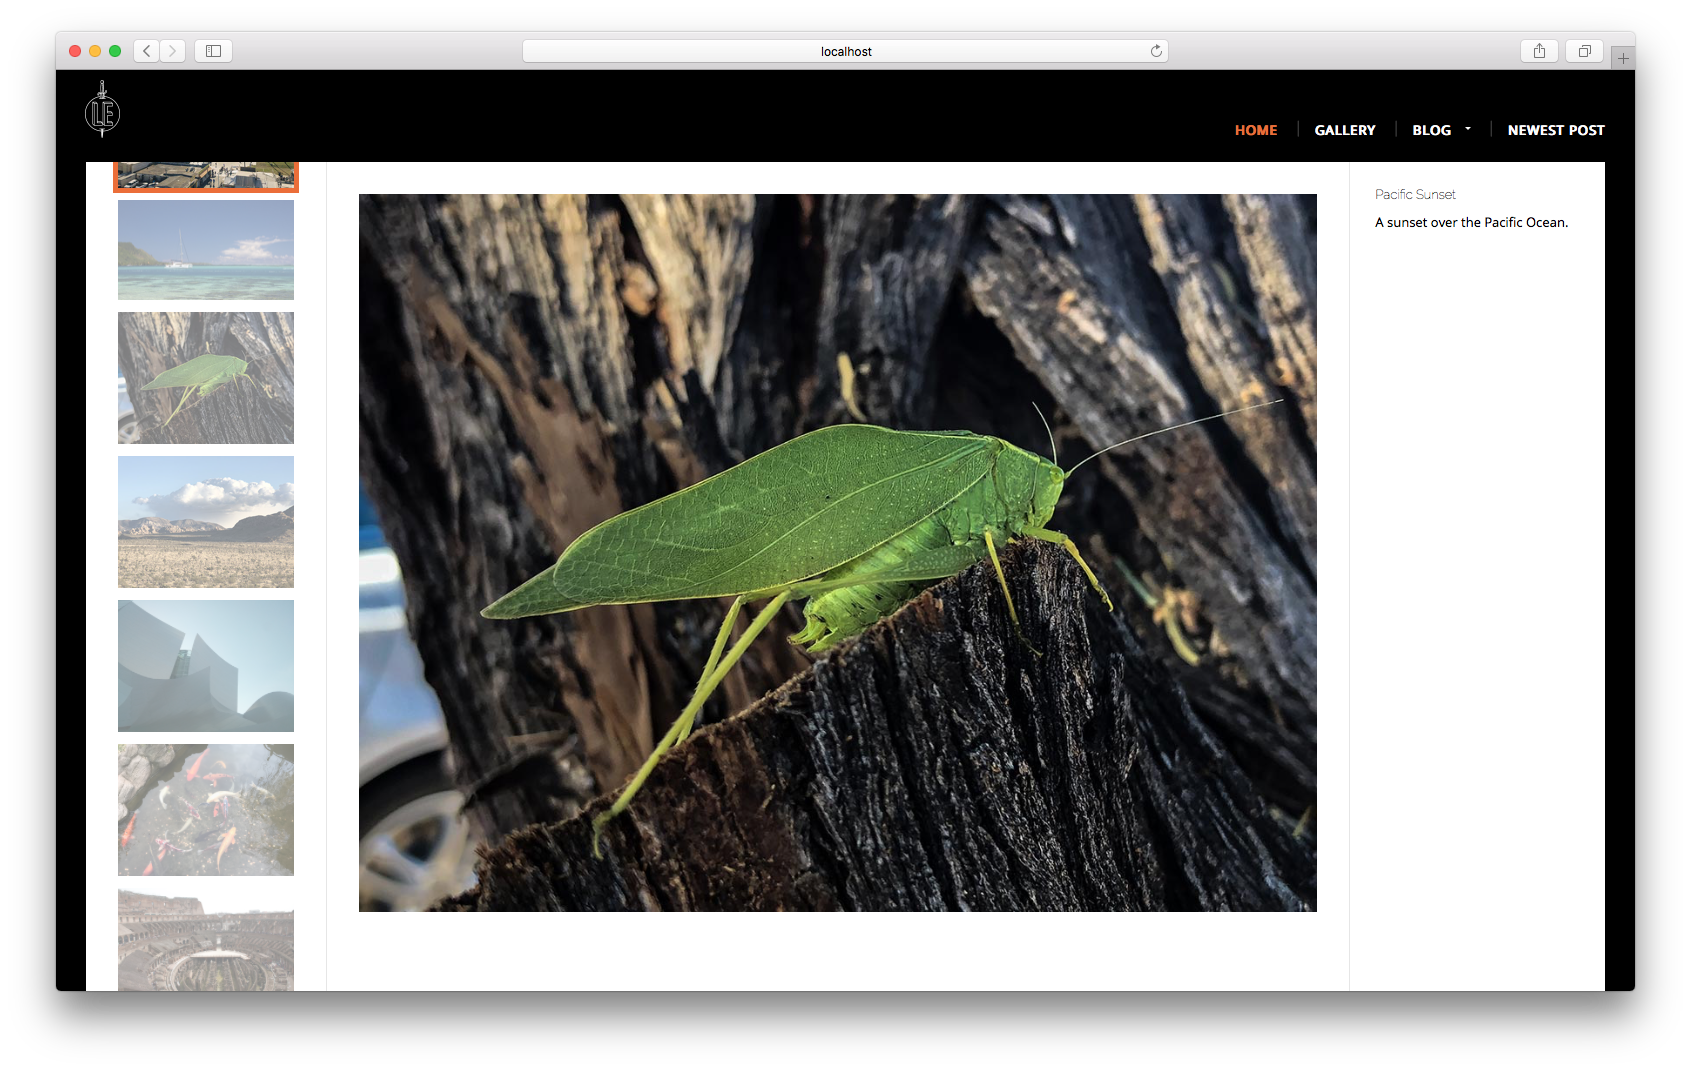 localhost
LE
HOME
GALLERY
BLOG
NEWEST POST
Pacific Sunset
A sunset over the Pacific Ocean.